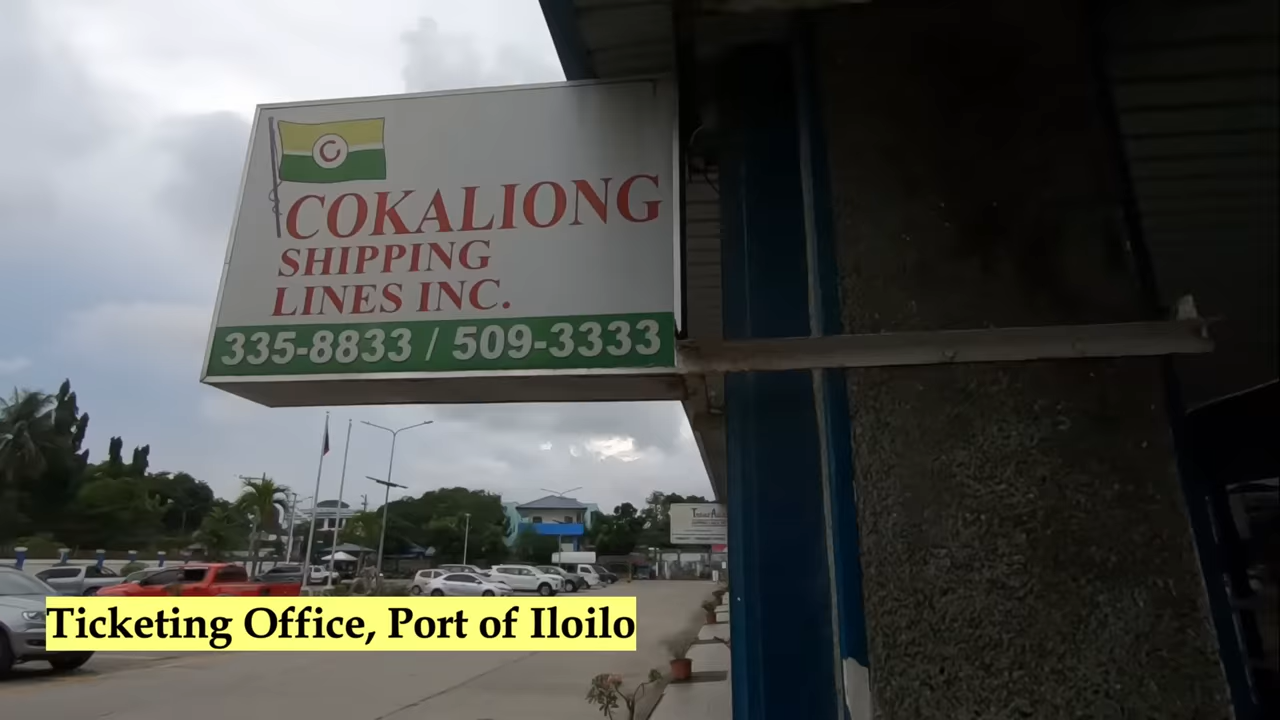 C
COKALIONG
SHIPPING
LINES INC.
335-8833 / 509-3333
Ticketing Office, Port of Iloilo